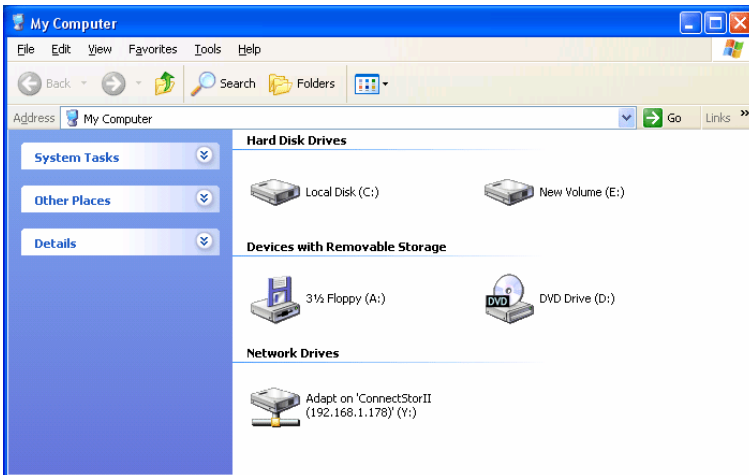 My Computer
File Edit View Favorites Tools Help
Back Search Folders
Address My Computer Go Links »
System Tasks
Other Places
Details
Hard Disk Drives
Local Disk (C:) New Volume (E:)
Devices with Removable Storage
3½ Floppy (A:) DVD DVD Drive (D:)
Network Drives
Adapt on 'ConnectStorII
(192.168.1.178)' (Y:)